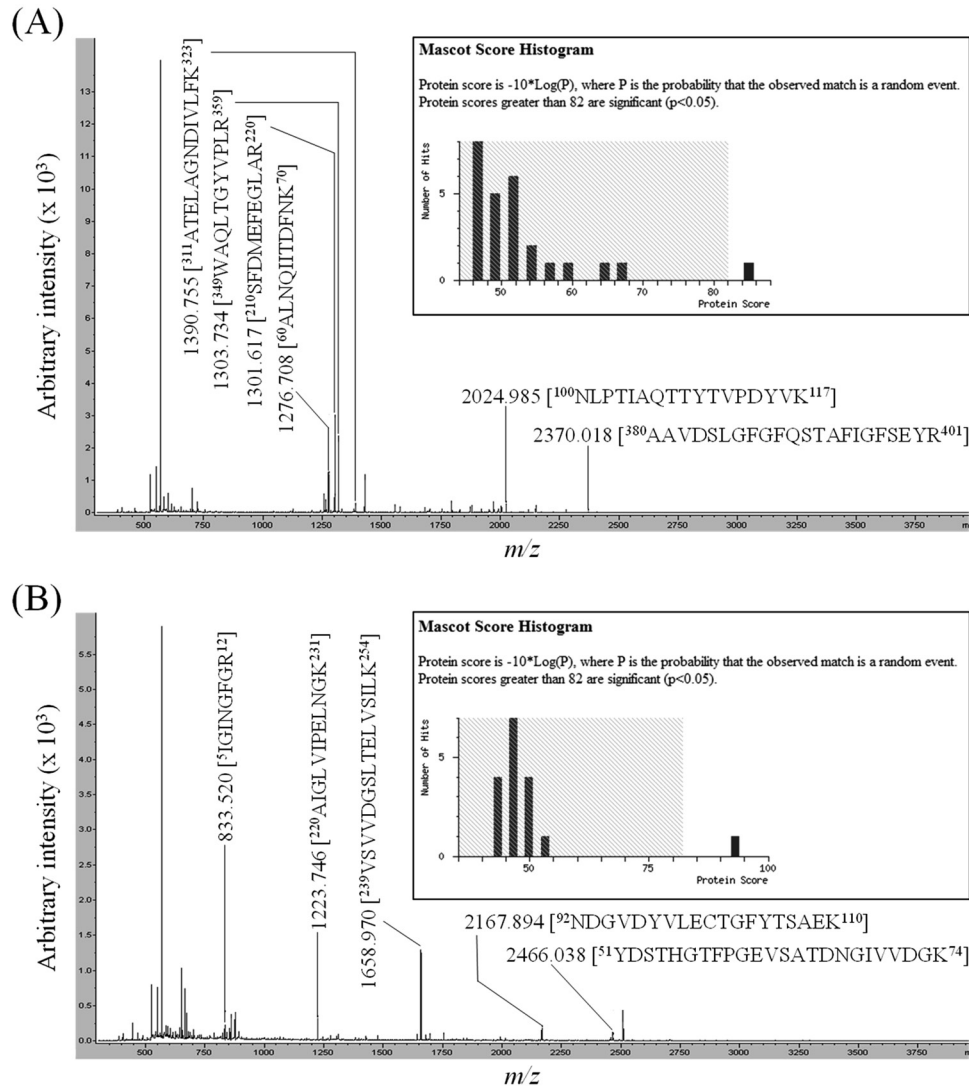 (A)
Arbitrary intensity (x 10³)
13
12
11
10
9
8
7
6
5
4
3
2
1
0
1390.755 [³¹¹ATELAGNDIVLFK³²³]
1303.734 [³⁴⁹WAQLTGYVPLR³⁵⁹]
1301.617 [²¹⁰SFDMEFEGLAR²²⁰]
1276.708 [⁶⁰ALNQIITDFNK⁷⁰]
Mascot Score Histogram
Protein score is -10*Log(P), where P is the probability that the observed match is a random event.
Protein scores greater than 82 are significant (p<0.05).
Number of Hits
5
0
50 60 70 80
Protein Score
2024.985 [¹⁰⁰NLPTIAQTTYTVPDYVK¹¹⁷]
2370.018 [³⁸⁰AAVDSLGFGFQSTAFIGFSEYR⁴⁰¹]
500 750 1000 1250 1500 1750 2000 2250 2500 2750 3000 3250 3500 3750
m/z
(B)
Arbitrary intensity (x 10³)
5.5
5.0
4.5
4.0
3.5
3.0
2.5
2.0
1.5
1.0
0.5
0.0
833.520 [⁵IGINGFGR¹²]
1223.746 [²²⁰AIGLVIPELNGK²³¹]
1658.970 [²³⁹VSVVDGSLTELVSILK²⁵⁴]
Mascot Score Histogram
Protein score is -10*Log(P), where P is the probability that the observed match is a random event.
Protein scores greater than 82 are significant (p<0.05).
Number of Hits
5
0
50 75 100
Protein Score
2167.894 [⁹²NDGVDYVLECTGFYTSAEK¹¹⁰]
2466.038 [⁵¹YDSTHGTFPGEVSATDNGIVVDGK⁷⁴]
500 750 1000 1250 1500 1750 2000 2250 2500 2750 3000 3250 3500 3750
m/z